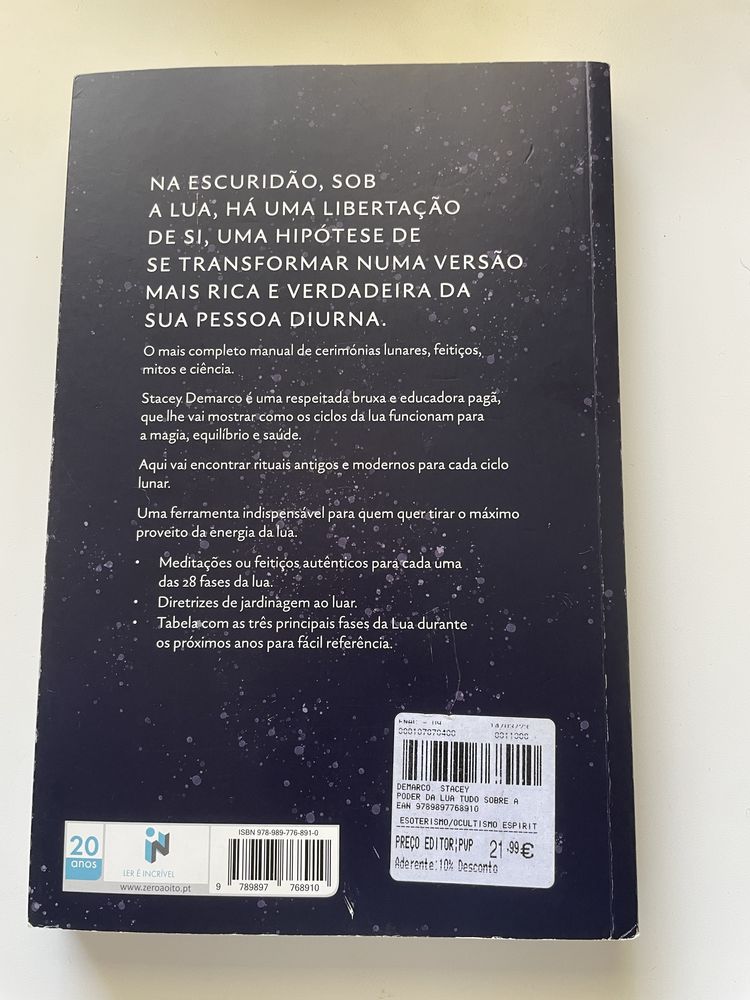 NA ESCURIDÃO, SOB
A LUA, HÁ UMA LIBERTAÇÃO
DE SI, UMA HIPÓTESE DE
SE TRANSFORMAR NUMA VERSÃO
MAIS RICA E VERDADEIRA DA
SUA PESSOA DIURNA.
O mais completo manual de cerimónias lunares, feitiços,
mitos e ciência.
Stacey Demarco é uma respeitada bruxa e educadora pagã,
que lhe vai mostrar como os ciclos da lua funcionam para
a magia, equilíbrio e saúde.
Aqui vai encontrar rituais antigos e modernos para cada ciclo
lunar.
Uma ferramenta indispensável para quem quer tirar o máximo
proveito da energia da lua.
• Meditações ou feitiços autênticos para cada uma
das 28 fases da lua.
• Diretrizes de jardinagem ao luar.
• Tabela com as três principais fases da Lua durante
os próximos anos para fácil referência.
000107070400 0011000
DEMARCO, STACEY
PODER DA LUA TUDO SOBRE A
EAN 9789897768910
ESOTERISMO/OCULTISMO ESPIRIT
PREÇO EDITOR;PVP 21,99€
Aderente:10% Desconto
20
anos
LER É INCRÍVEL
www.zeroaoito.pt
ISBN 978-989-776-891-0
9 789897 768910